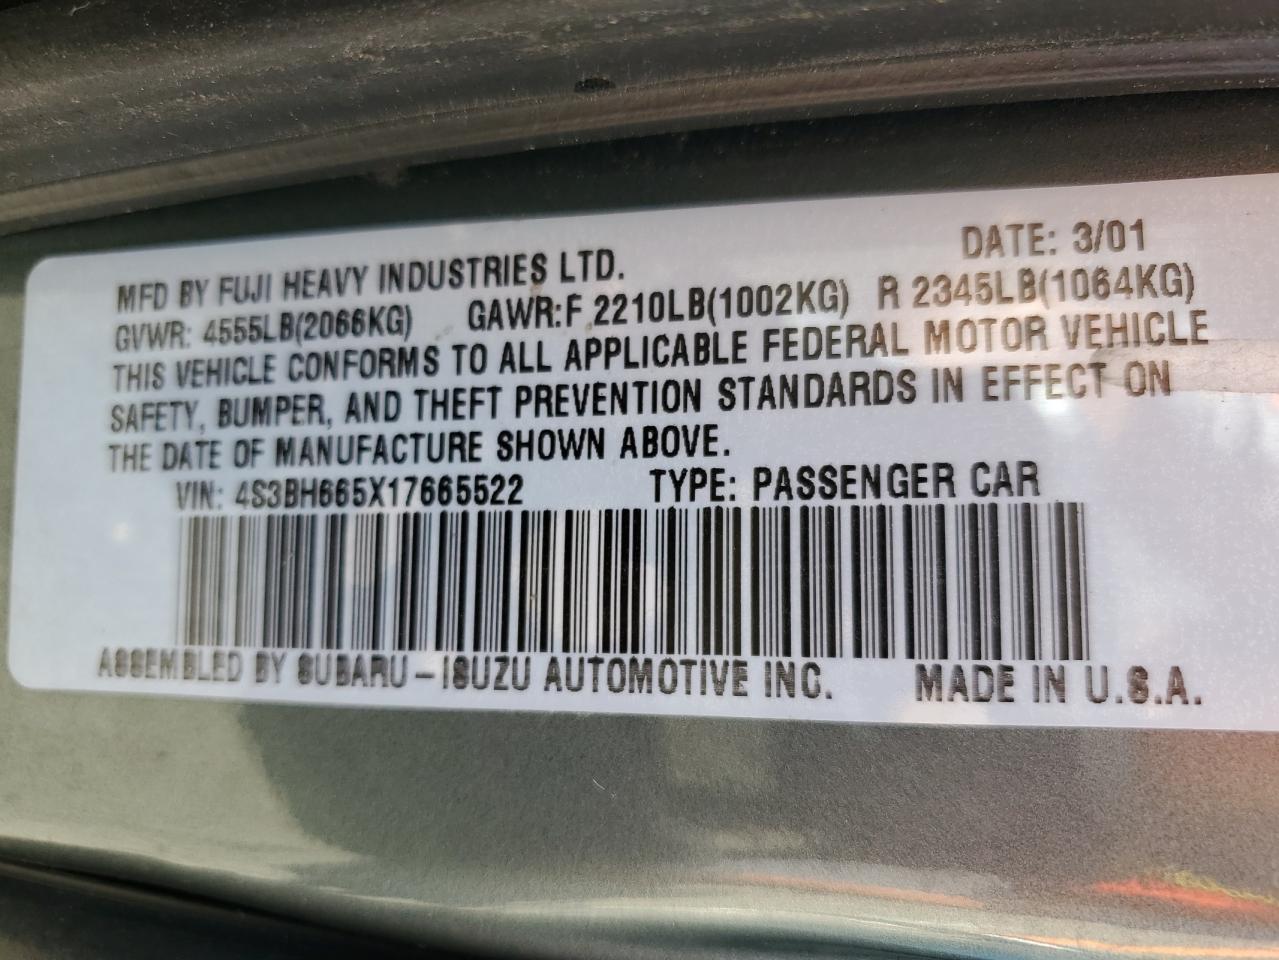 DATE: 3/01
MFD BY FUJI HEAVY INDUSTRIES LTD.
GVWR: 4555LB(2066KG) GAWR:F 2210LB(1002KG) R 2345LB(1064KG)
THIS VEHICLE CONFORMS TO ALL APPLICABLE FEDERAL MOTOR VEHICLE
SAFETY, BUMPER, AND THEFT PREVENTION STANDARDS IN EFFECT ON
THE DATE OF MANUFACTURE SHOWN ABOVE.
VIN: 4S3BH665X17665522 TYPE: PASSENGER CAR
ASSEMBLED BY SUBARU-ISUZU AUTOMOTIVE INC. MADE IN U.S.A.